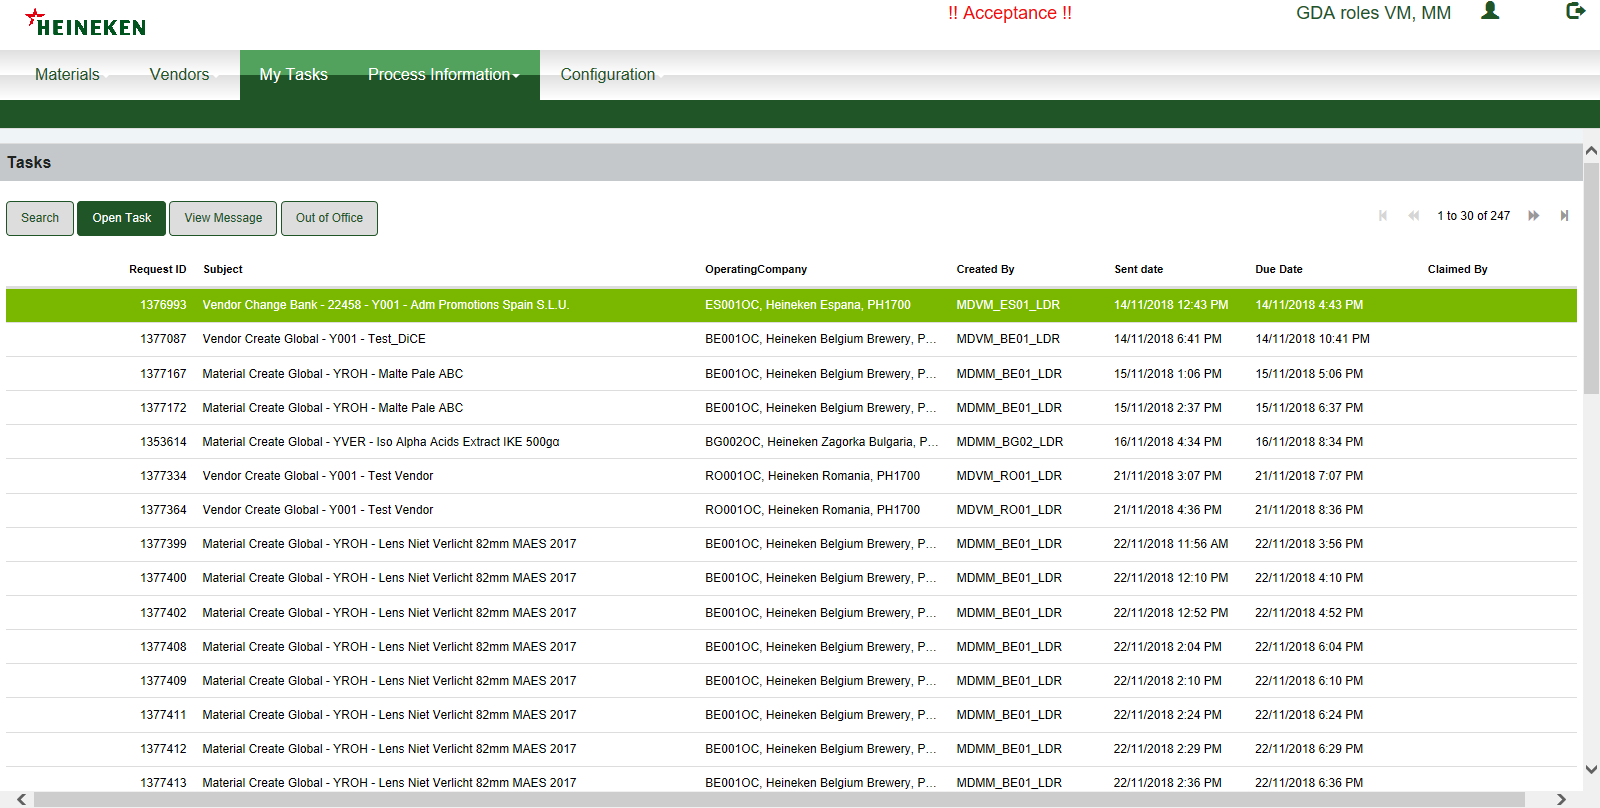 HEINEKEN !! Acceptance !! GDA roles VM, MM
Materials Vendors My Tasks Process Information Configuration
Tasks
Search Open Task View Message Out of Office 1 to 30 of 247
Request ID Subject OperatingCompany Created By Sent date Due Date Claimed By
1376993 Vendor Change Bank - 22458 - Y001 - Adm Promotions Spain S.L.U. ES001OC, Heineken Espana, PH1700 MDVM_ES01_LDR 14/11/2018 12:43 PM 14/11/2018 4:43 PM
1377087 Vendor Create Global - Y001 - Test_DiCE BE001OC, Heineken Belgium Brewery, P... MDVM_BE01_LDR 14/11/2018 6:41 PM 14/11/2018 10:41 PM
1377167 Material Create Global - YROH - Malte Pale ABC BE001OC, Heineken Belgium Brewery, P... MDMM_BE01_LDR 15/11/2018 1:06 PM 15/11/2018 5:06 PM
1377172 Material Create Global - YROH - Malte Pale ABC BE001OC, Heineken Belgium Brewery, P... MDMM_BE01_LDR 15/11/2018 2:37 PM 15/11/2018 6:37 PM
1353614 Material Create Global - YVER - Iso Alpha Acids Extract IKE 500gα BG002OC, Heineken Zagorka Bulgaria, P... MDMM_BG02_LDR 16/11/2018 4:34 PM 16/11/2018 8:34 PM
1377334 Vendor Create Global - Y001 - Test Vendor RO001OC, Heineken Romania, PH1700 MDVM_RO01_LDR 21/11/2018 3:07 PM 21/11/2018 7:07 PM
1377364 Vendor Create Global - Y001 - Test Vendor RO001OC, Heineken Romania, PH1700 MDVM_RO01_LDR 21/11/2018 4:36 PM 21/11/2018 8:36 PM
1377399 Material Create Global - YROH - Lens Niet Verlicht 82mm MAES 2017 BE001OC, Heineken Belgium Brewery, P... MDMM_BE01_LDR 22/11/2018 11:56 AM 22/11/2018 3:56 PM
1377400 Material Create Global - YROH - Lens Niet Verlicht 82mm MAES 2017 BE001OC, Heineken Belgium Brewery, P... MDMM_BE01_LDR 22/11/2018 12:10 PM 22/11/2018 4:10 PM
1377402 Material Create Global - YROH - Lens Niet Verlicht 82mm MAES 2017 BE001OC, Heineken Belgium Brewery, P... MDMM_BE01_LDR 22/11/2018 12:52 PM 22/11/2018 4:52 PM
1377408 Material Create Global - YROH - Lens Niet Verlicht 82mm MAES 2017 BE001OC, Heineken Belgium Brewery, P... MDMM_BE01_LDR 22/11/2018 2:04 PM 22/11/2018 6:04 PM
1377409 Material Create Global - YROH - Lens Niet Verlicht 82mm MAES 2017 BE001OC, Heineken Belgium Brewery, P... MDMM_BE01_LDR 22/11/2018 2:10 PM 22/11/2018 6:10 PM
1377411 Material Create Global - YROH - Lens Niet Verlicht 82mm MAES 2017 BE001OC, Heineken Belgium Brewery, P... MDMM_BE01_LDR 22/11/2018 2:24 PM 22/11/2018 6:24 PM
1377412 Material Create Global - YROH - Lens Niet Verlicht 82mm MAES 2017 BE001OC, Heineken Belgium Brewery, P... MDMM_BE01_LDR 22/11/2018 2:29 PM 22/11/2018 6:29 PM
1377413 Material Create Global - YROH - Lens Niet Verlicht 82mm MAES 2017 BE001OC, Heineken Belgium Brewery, P... MDMM_BE01_LDR 22/11/2018 2:36 PM 22/11/2018 6:36 PM